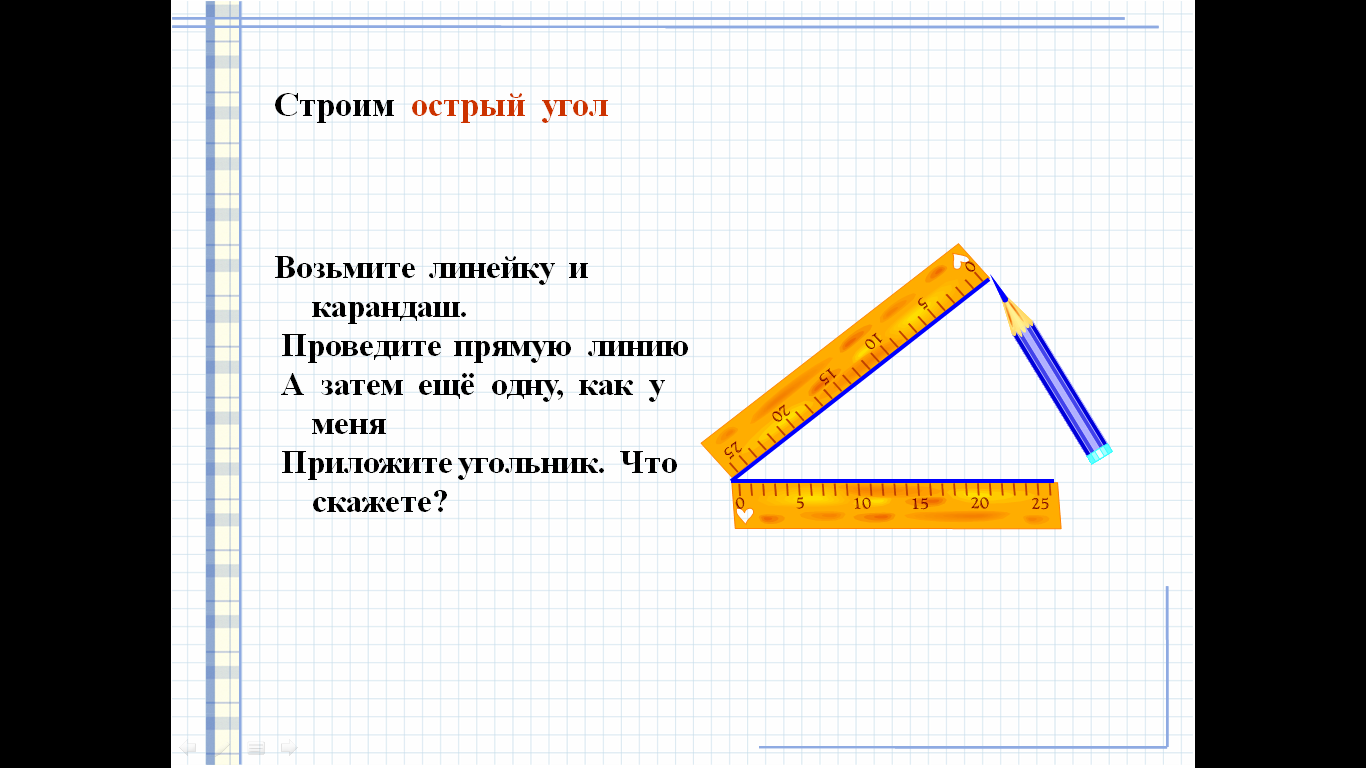 Строим острый угол
Возьмите линейку и
карандаш.
Проведите прямую линию
А затем ещё одну, как у
меня
Приложите угольник. Что
скажете?
0 5 10 15 20 25
0 5 10 15 20 25